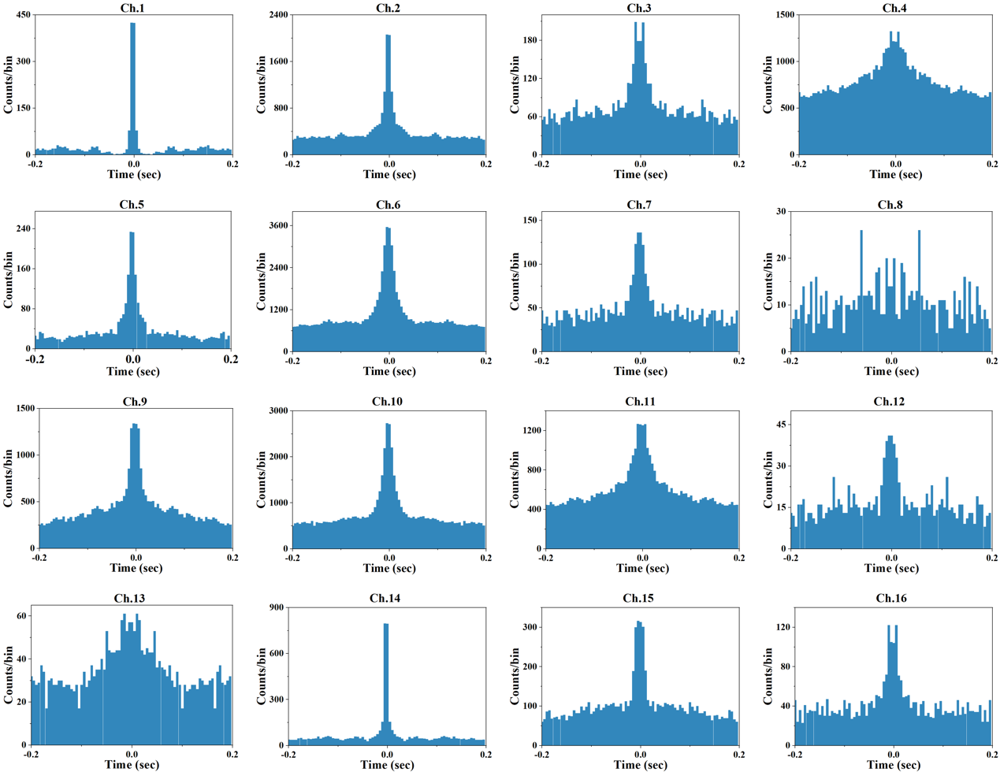 Ch.1 Ch.2 Ch.3 Ch.4
450 2400 180 1500
300 1600 120 1000
150 800 60 500
0 0 0 0
Counts/bin Counts/bin Counts/bin Counts/bin
-0.2 0.0 0.2 -0.2 0.0 0.2 -0.2 0.0 0.2 -0.2 0.0 0.2
Time (sec) Time (sec) Time (sec) Time (sec)
Ch.5 Ch.6 Ch.7 Ch.8
240 3600 150 30
160 2400 100 20
80 1200 50 10
0 0 0 0
Counts/bin Counts/bin Counts/bin Counts/bin
-0.2 0.0 0.2 -0.2 0.0 0.2 -0.2 0.0 0.2 -0.2 0.0 0.2
Time (sec) Time (sec) Time (sec) Time (sec)
Ch.9 Ch.10 Ch.11 Ch.12
1500 3000 1200 45
1000 2000 800 30
500 1000 400 15
0 0 0 0
Counts/bin Counts/bin Counts/bin Counts/bin
-0.2 0.0 0.2 -0.2 0.0 0.2 -0.2 0.0 0.2 -0.2 0.0 0.2
Time (sec) Time (sec) Time (sec) Time (sec)
Ch.13 Ch.14 Ch.15 Ch.16
60 900 300 120
40 600 200 80
20 300 100 40
0 0 0 0
Counts/bin Counts/bin Counts/bin Counts/bin
-0.2 0.0 0.2 -0.2 0.0 0.2 -0.2 0.0 0.2 -0.2 0.0 0.2
Time (sec) Time (sec) Time (sec) Time (sec)